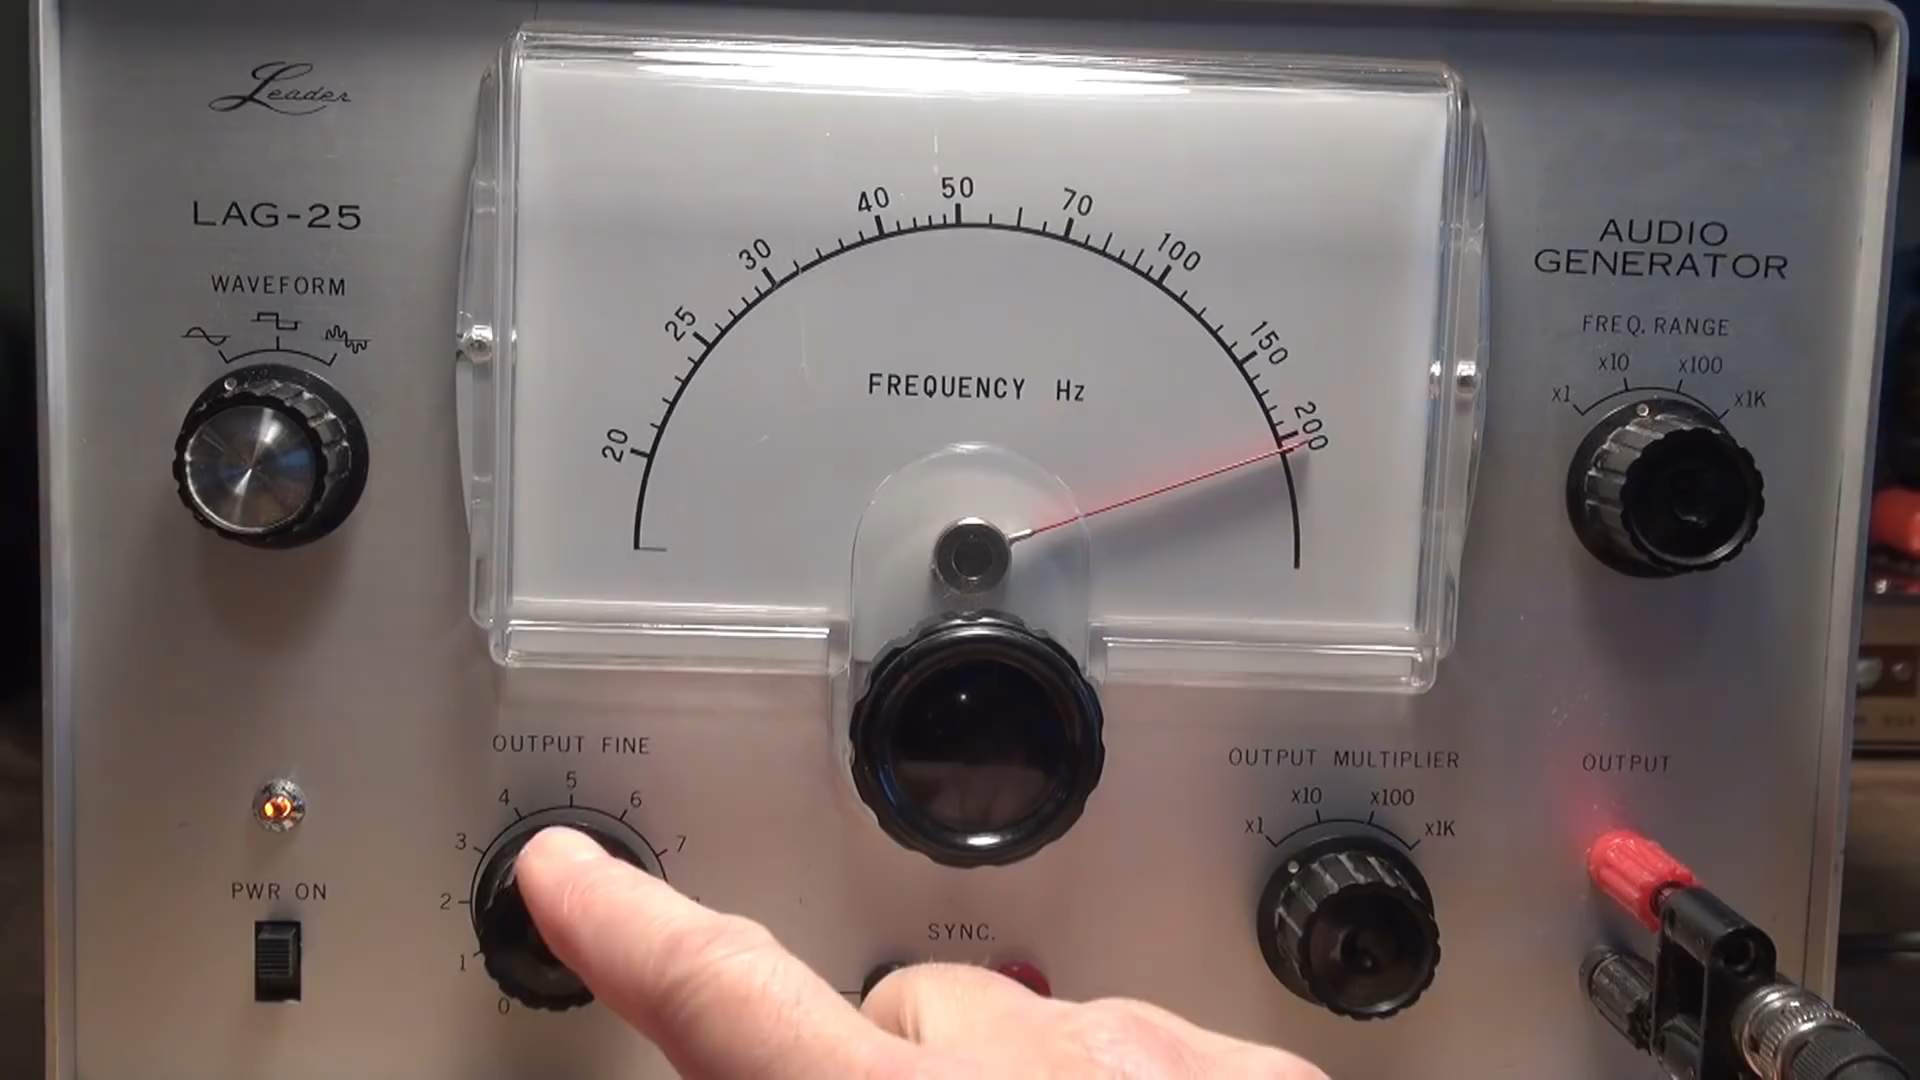 Leader
LAG-25
WAVEFORM
20 25 30 40 50 70 100 150 200
FREQUENCY Hz
AUDIO
GENERATOR
FREQ. RANGE
x1 x10 x100 x1K
PWR ON
OUTPUT FINE
0 1 2 3 4 5 6 7
SYNC.
OUTPUT MULTIPLIER
x1 x10 x100 x1K
OUTPUT